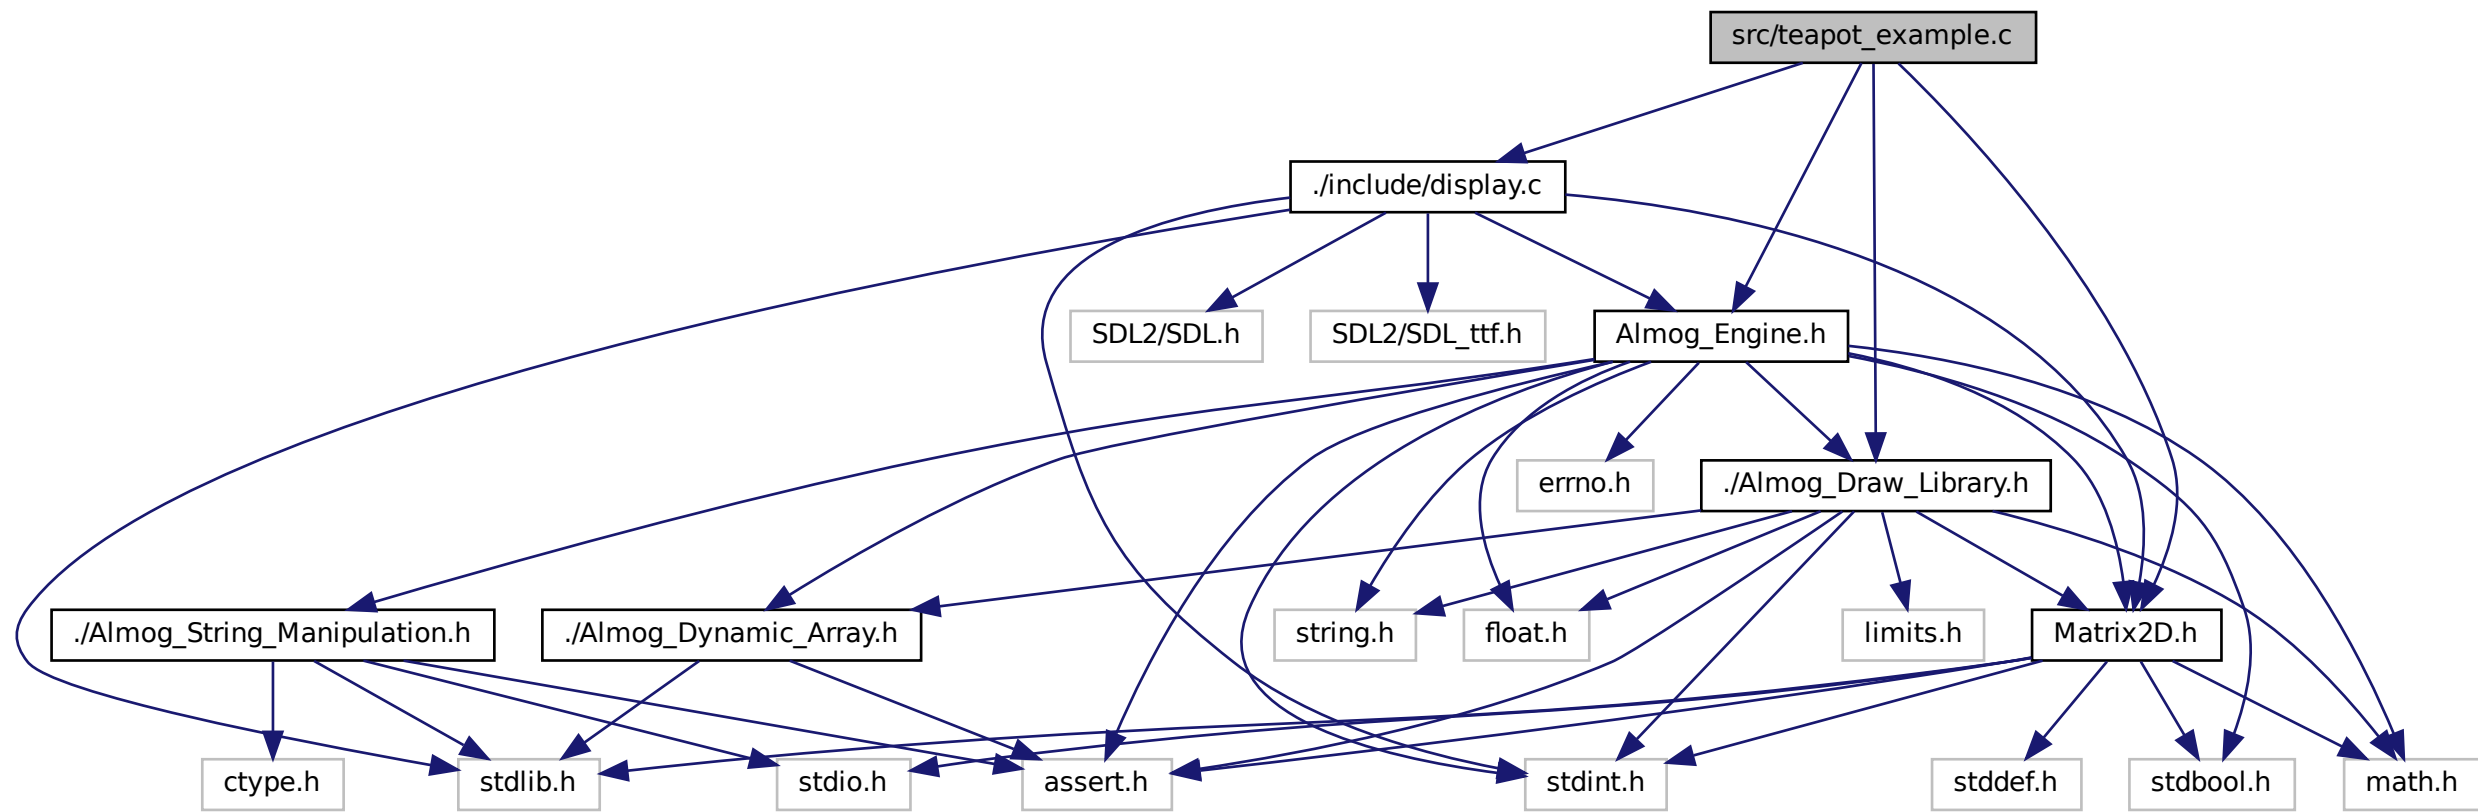 src/teapot_example.c
./include/display.c
SDL2/SDL.h
SDL2/SDL_ttf.h
Almog_Engine.h
errno.h
./Almog_Draw_Library.h
./Almog_String_Manipulation.h
./Almog_Dynamic_Array.h
string.h
float.h
limits.h
Matrix2D.h
ctype.h
stdlib.h
stdio.h
assert.h
stdint.h
stddef.h
stdbool.h
math.h